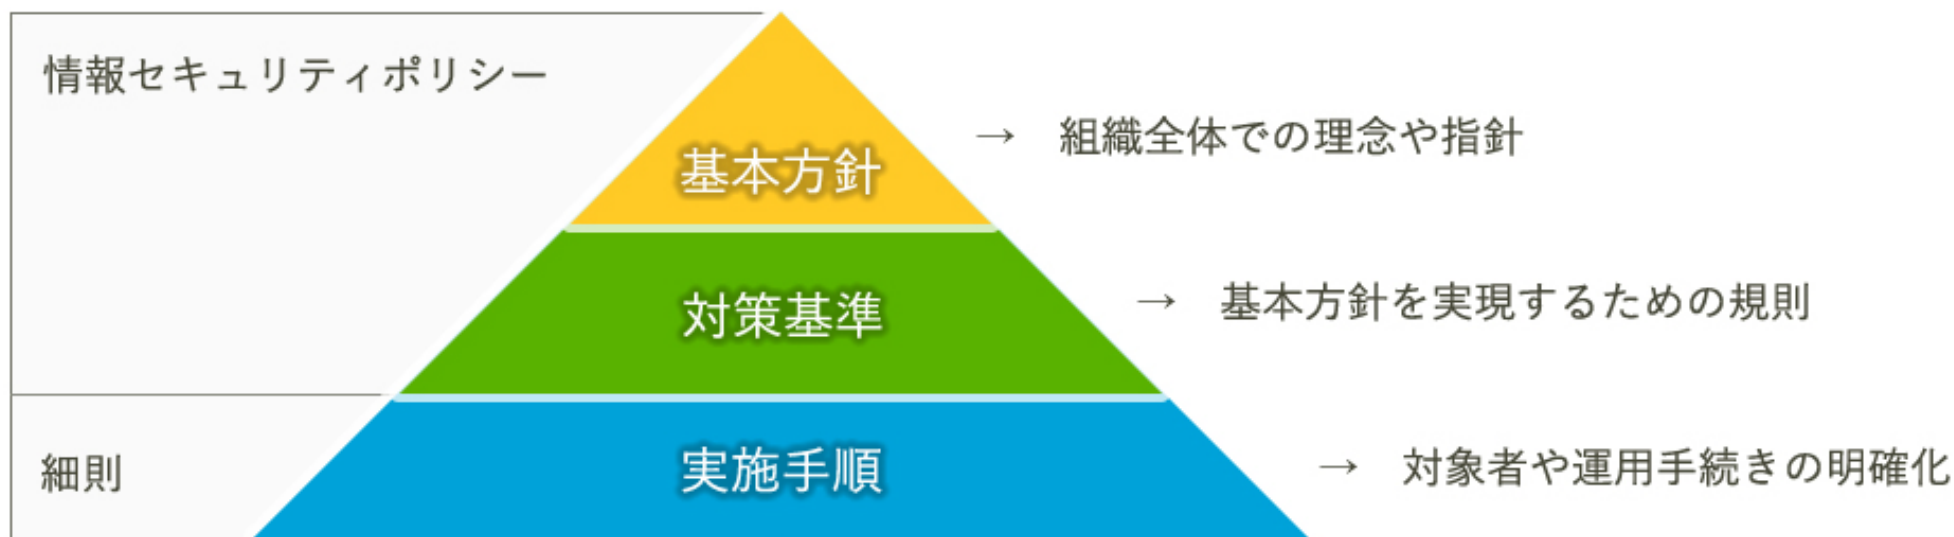 情報セキュリティポリシー
基本方針
→ 組織全体での理念や指針
対策基準
→ 基本方針を実現するための規則
細則
実施手順
→ 対象者や運用手続きの明確化